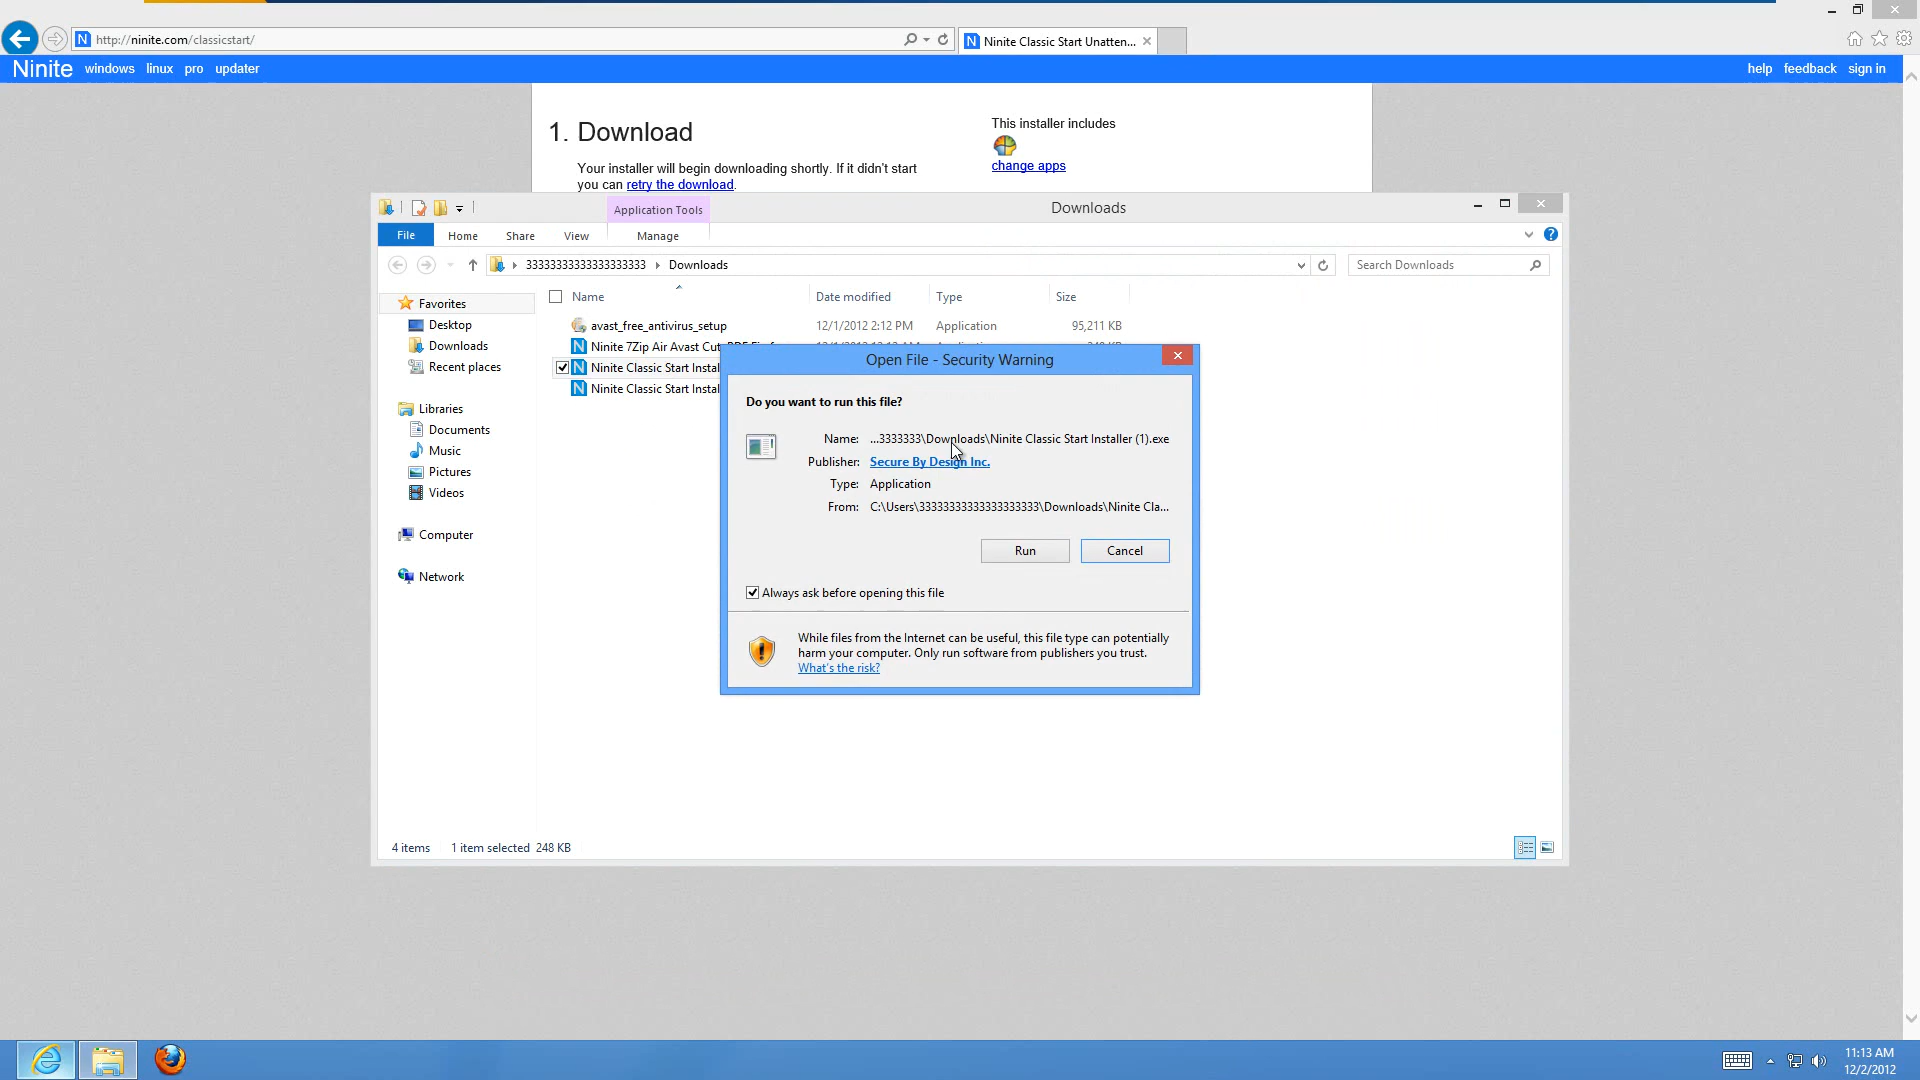 http://ninite.com/classicstart/
Ninite Classic Start Unatten...
Ninite windows linux pro updater
help feedback sign in
1. Download
Your installer will begin downloading shortly. If it didn't start
you can retry the download.
This installer includes
change apps
Application Tools
Downloads
File Home Share View Manage
33333333333333333333 Downloads
Search Downloads
Name Date modified Type Size
Favorites
Desktop
Downloads
Recent places
Libraries
Documents
Music
Pictures
Videos
Computer
Network
avast_free_antivirus_setup 12/1/2012 2:12 PM Application 95,211 KB
Ninite 7Zip Air Avast Cut
Ninite Classic Start Instal
Ninite Classic Start Instal
Open File - Security Warning
Do you want to run this file?
Name: ...3333333\Downloads\Ninite Classic Start Installer (1).exe
Publisher: Secure By Design Inc.
Type: Application
From: C:\Users\33333333333333333333\Downloads\Ninite Cla...
Run Cancel
Always ask before opening this file
While files from the Internet can be useful, this file type can potentially
harm your computer. Only run software from publishers you trust.
What's the risk?
4 items 1 item selected 248 KB
11:13 AM
12/2/2012